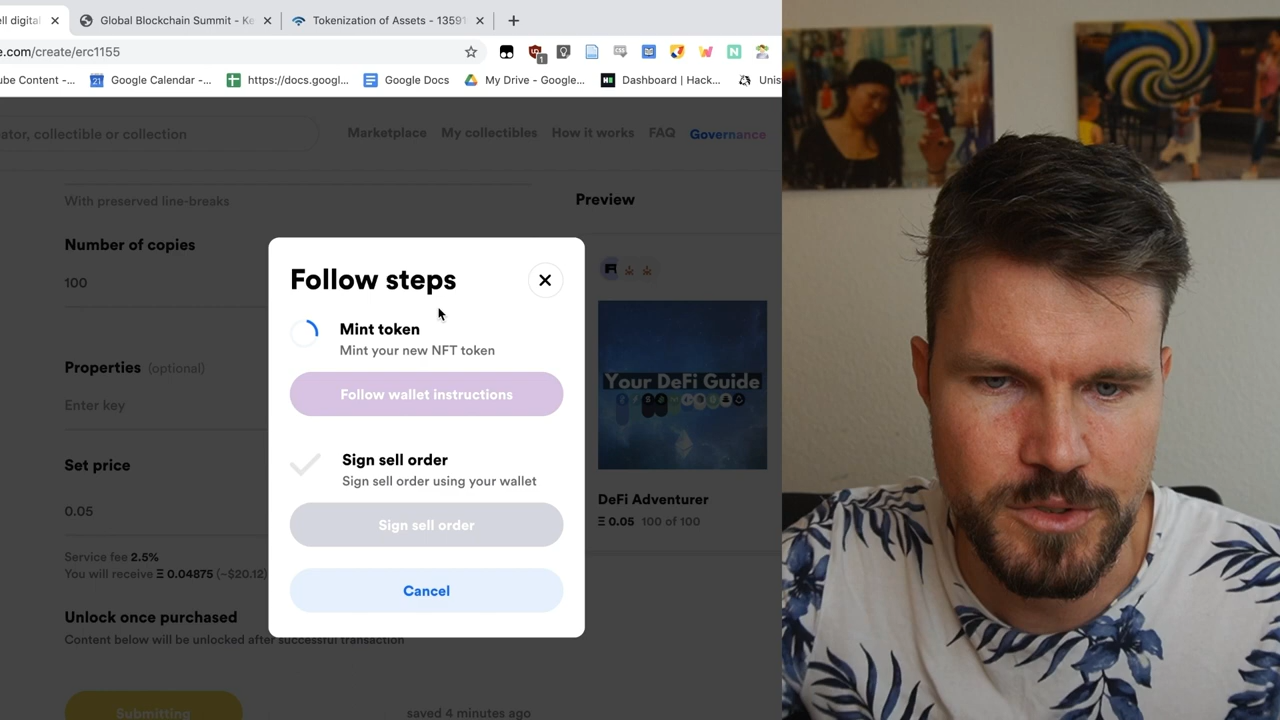 ell digital
Global Blockchain Summit - Ke
Tokenization of Assets - 13591
e.com/create/erc1155
ube Content -...
Google Calendar -...
https://docs.googl...
Google Docs
My Drive - Google...
Dashboard | Hack...
Unis
ator, collectible or collection
Marketplace
My collectibles
How it works
FAQ
Governance
With preserved line-breaks
Number of copies
100
Properties (optional)
Enter key
Set price
0.05
Service fee 2.5%
You will receive Ξ 0.04875 (~$20.12)
Unlock once purchased
Content below will be unlocked after successful transaction
Submitting
saved 4 minutes ago
Follow steps
Mint token
Mint your new NFT token
Follow wallet instructions
Sign sell order
Sign sell order using your wallet
Sign sell order
Cancel
Preview
Your DeFi Guide
DeFi Adventurer
Ξ 0.05 100 of 100